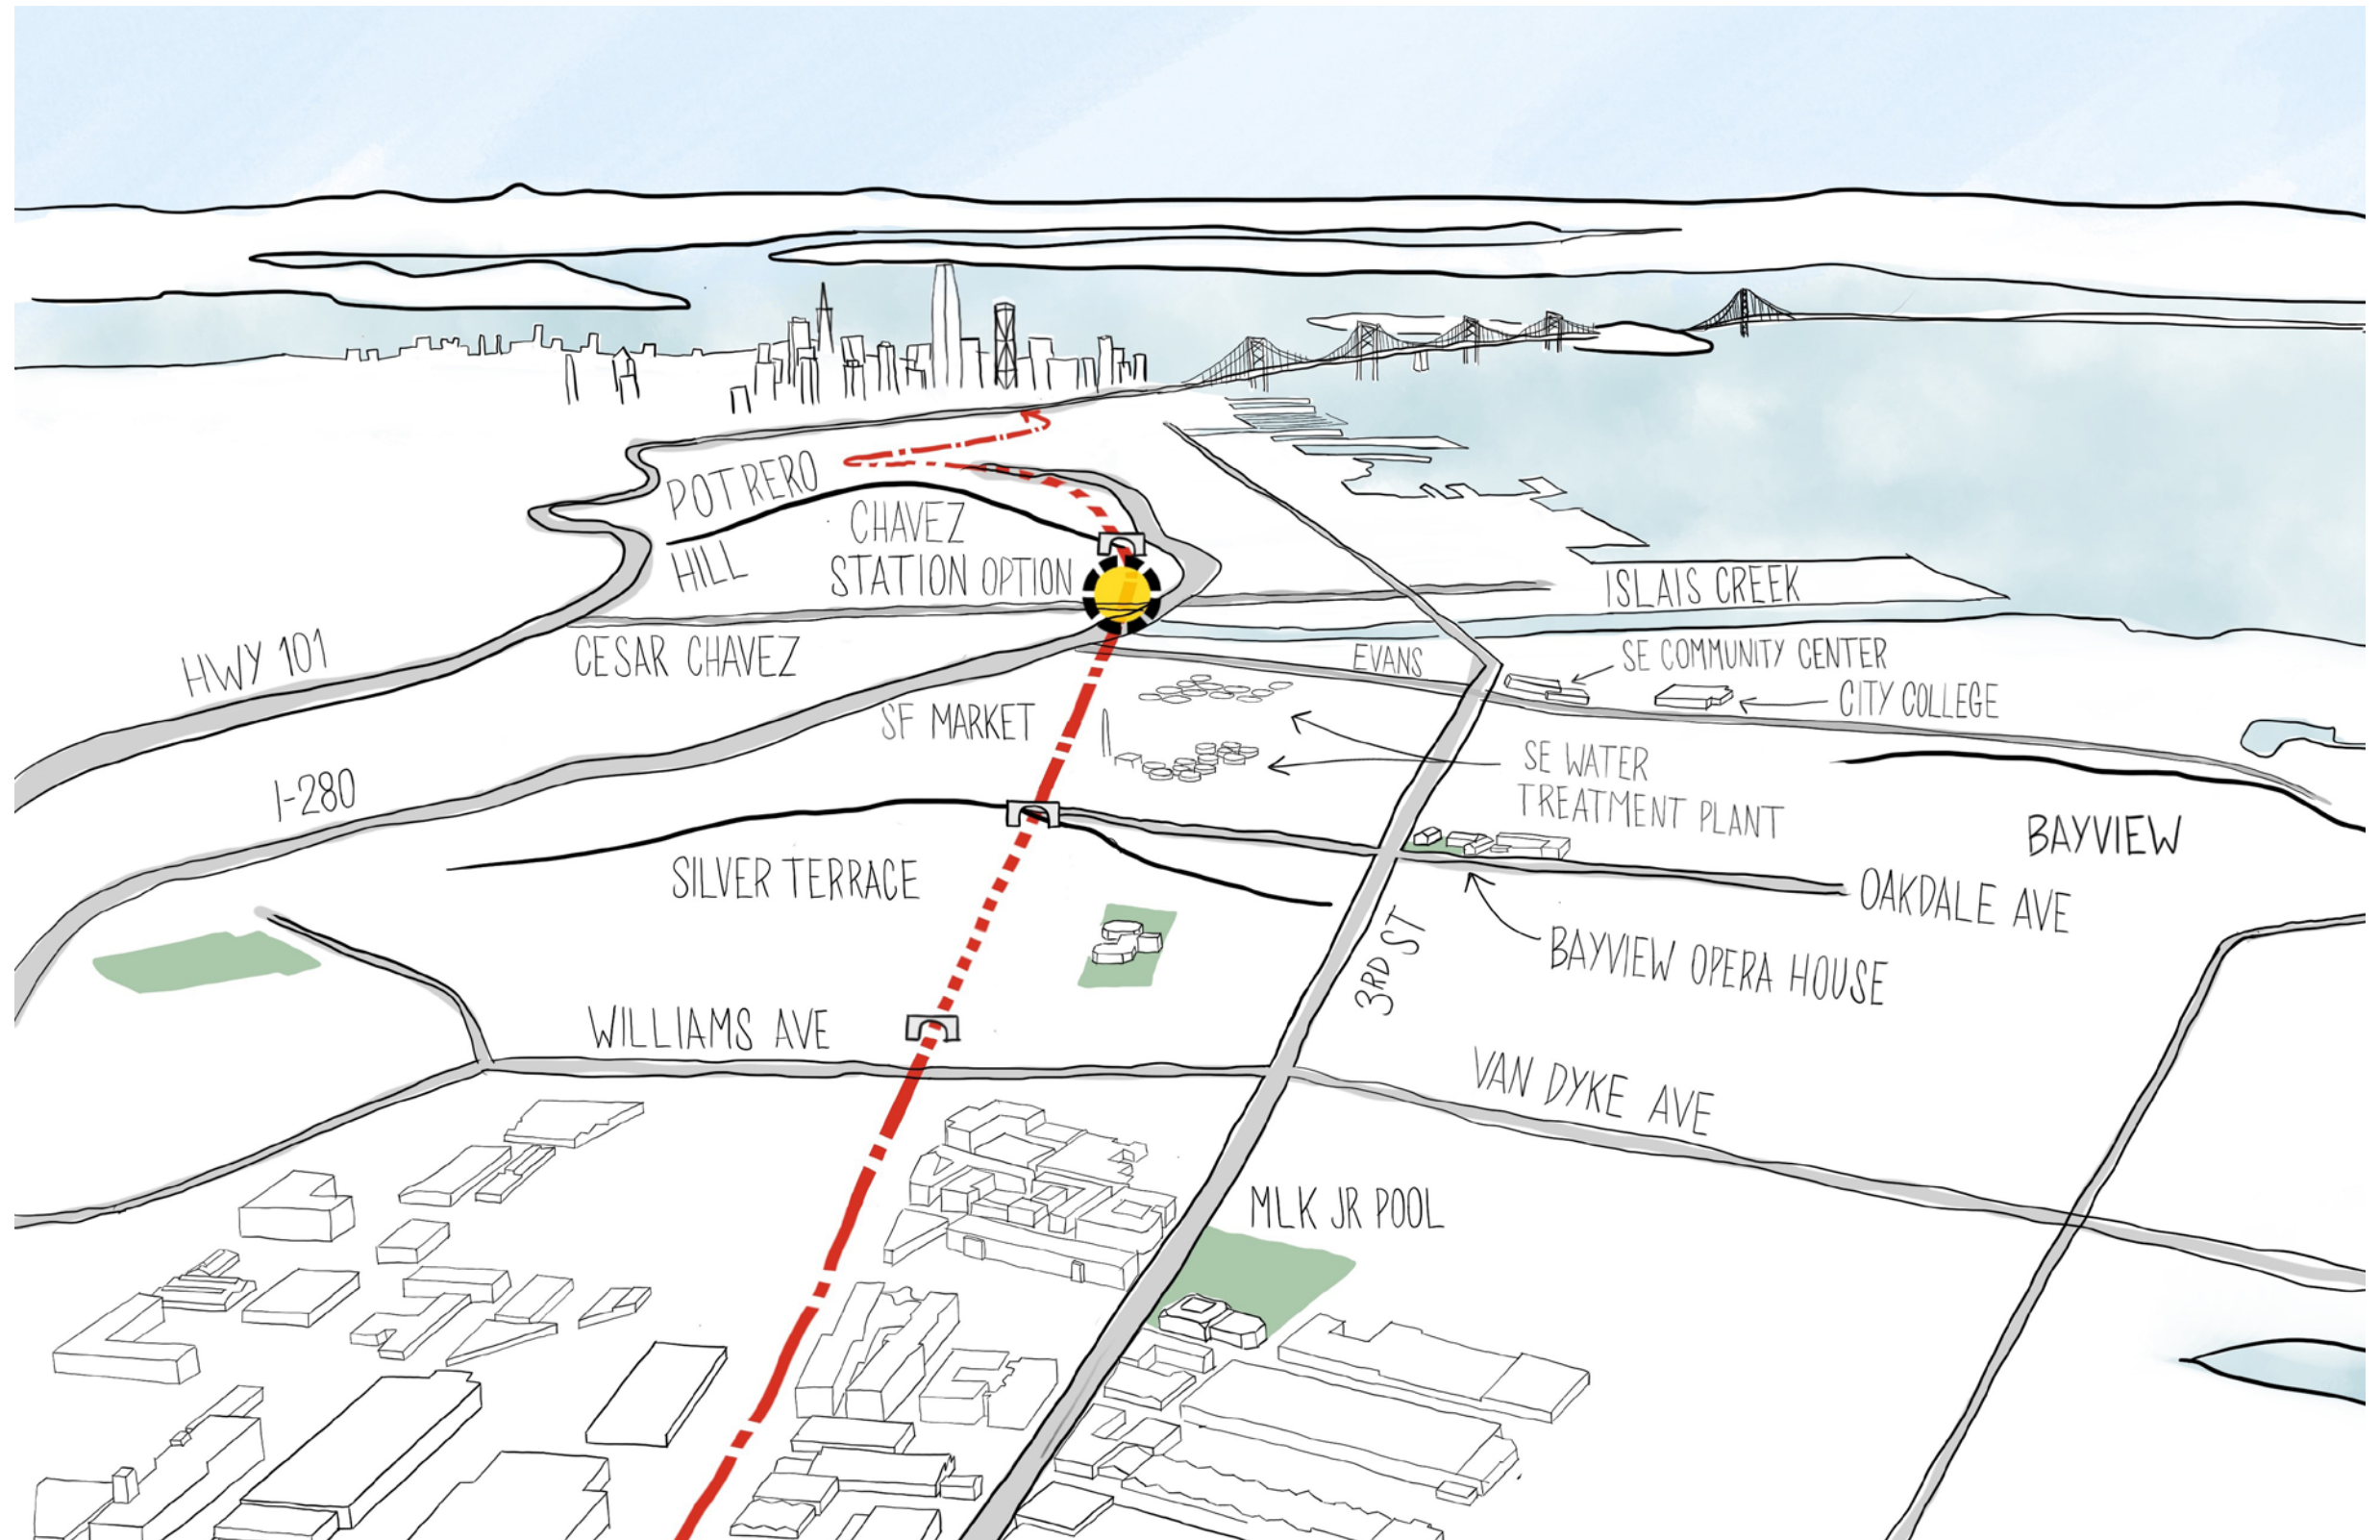 POTRERO
HILL
CHAVEZ
STATION OPTION
ISLAIS CREEK
HWY 101
CESAR CHAVEZ
EVANS
SE COMMUNITY CENTER
CITY COLLEGE
SF MARKET
I-280
SE WATER
TREATMENT PLANT
BAYVIEW
SILVER TERRACE
OAKDALE AVE
3RD ST
BAYVIEW OPERA HOUSE
WILLIAMS AVE
VAN DYKE AVE
MLK JR POOL